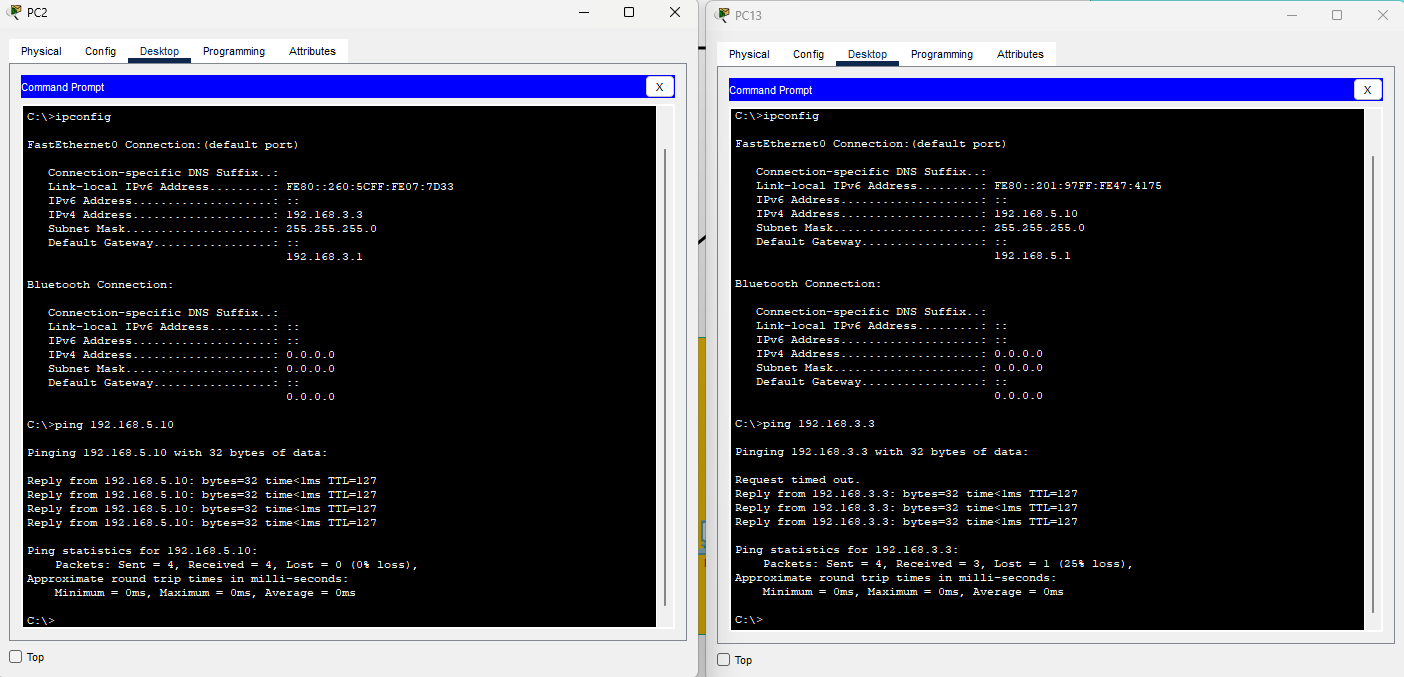 PC2
Physical Config Desktop Programming Attributes
Command Prompt
X
C:\>ipconfig
FastEthernet0 Connection:(default port)
Connection-specific DNS Suffix..:
Link-local IPv6 Address.........: FE80::260:5CFF:FE07:7D33
IPv6 Address....................: ::
IPv4 Address....................: 192.168.3.3
Subnet Mask.....................: 255.255.255.0
Default Gateway.................: ::
192.168.3.1
Bluetooth Connection:
Connection-specific DNS Suffix..:
Link-local IPv6 Address.........: ::
IPv6 Address....................: ::
IPv4 Address....................: 0.0.0.0
Subnet Mask.....................: 0.0.0.0
Default Gateway.................: ::
0.0.0.0
C:\>ping 192.168.5.10
Pinging 192.168.5.10 with 32 bytes of data:
Reply from 192.168.5.10: bytes=32 time<1ms TTL=127
Reply from 192.168.5.10: bytes=32 time<1ms TTL=127
Reply from 192.168.5.10: bytes=32 time<1ms TTL=127
Reply from 192.168.5.10: bytes=32 time<1ms TTL=127
Ping statistics for 192.168.5.10:
Packets: Sent = 4, Received = 4, Lost = 0 (0% loss),
Approximate round trip times in milli-seconds:
Minimum = 0ms, Maximum = 0ms, Average = 0ms
C:\>
Top
PC13
Physical Config Desktop Programming Attributes
Command Prompt
X
C:\>ipconfig
FastEthernet0 Connection:(default port)
Connection-specific DNS Suffix..:
Link-local IPv6 Address.........: FE80::201:97FF:FE47:4175
IPv6 Address....................: ::
IPv4 Address....................: 192.168.5.10
Subnet Mask.....................: 255.255.255.0
Default Gateway.................: ::
192.168.5.1
Bluetooth Connection:
Connection-specific DNS Suffix..:
Link-local IPv6 Address.........: ::
IPv6 Address....................: ::
IPv4 Address....................: 0.0.0.0
Subnet Mask.....................: 0.0.0.0
Default Gateway.................: ::
0.0.0.0
C:\>ping 192.168.3.3
Pinging 192.168.3.3 with 32 bytes of data:
Request timed out.
Reply from 192.168.3.3: bytes=32 time<1ms TTL=127
Reply from 192.168.3.3: bytes=32 time<1ms TTL=127
Reply from 192.168.3.3: bytes=32 time<1ms TTL=127
Ping statistics for 192.168.3.3:
Packets: Sent = 4, Received = 3, Lost = 1 (25% loss),
Approximate round trip times in milli-seconds:
Minimum = 0ms, Maximum = 0ms, Average = 0ms
C:\>
Top